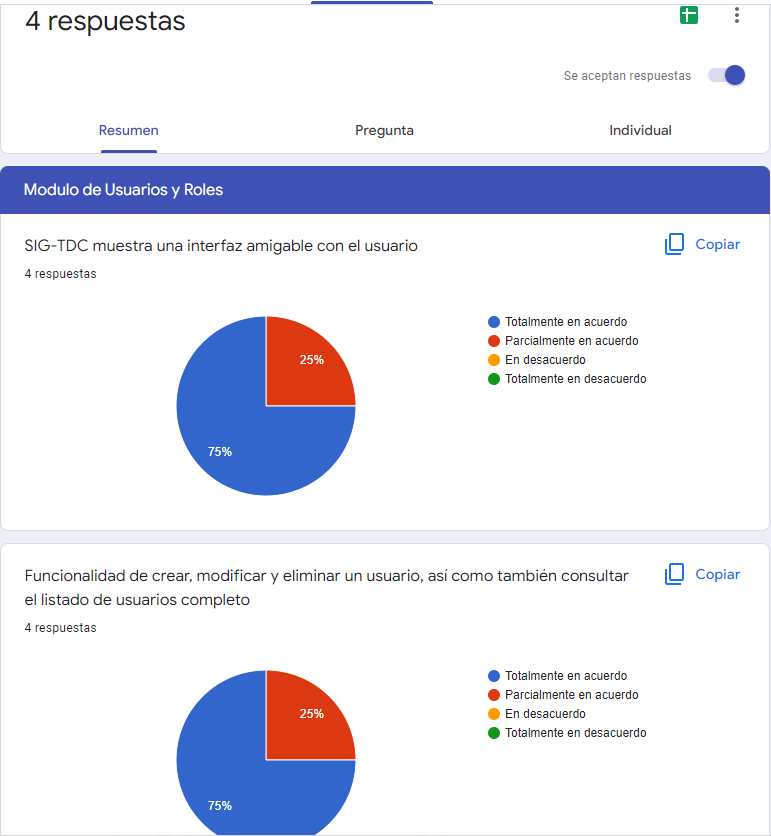 4 respuestas
Se aceptan respuestas
Resumen
Pregunta
Individual
Modulo de Usuarios y Roles
SIG-TDC muestra una interfaz amigable con el usuario
Copiar
4 respuestas
25%
75%
Totalmente en acuerdo
Parcialmente en acuerdo
En desacuerdo
Totalmente en desacuerdo
Funcionalidad de crear, modificar y eliminar un usuario, así como también consultar
el listado de usuarios completo
Copiar
4 respuestas
25%
75%
Totalmente en acuerdo
Parcialmente en acuerdo
En desacuerdo
Totalmente en desacuerdo